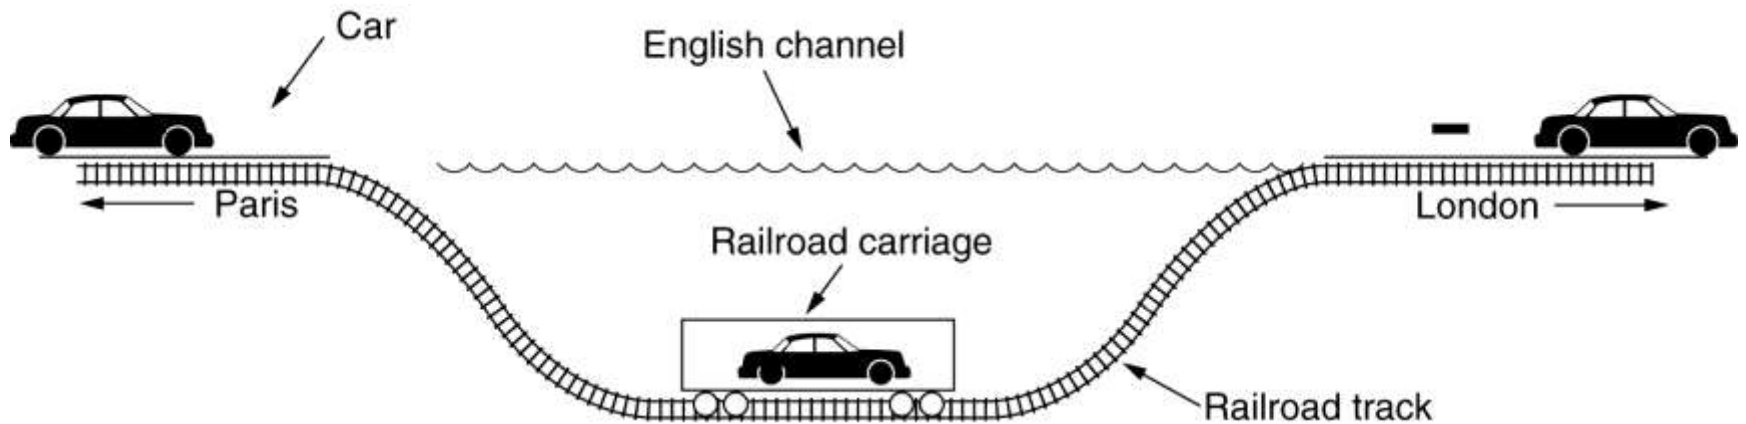 Car
English channel
Paris
London
Railroad carriage
Railroad track